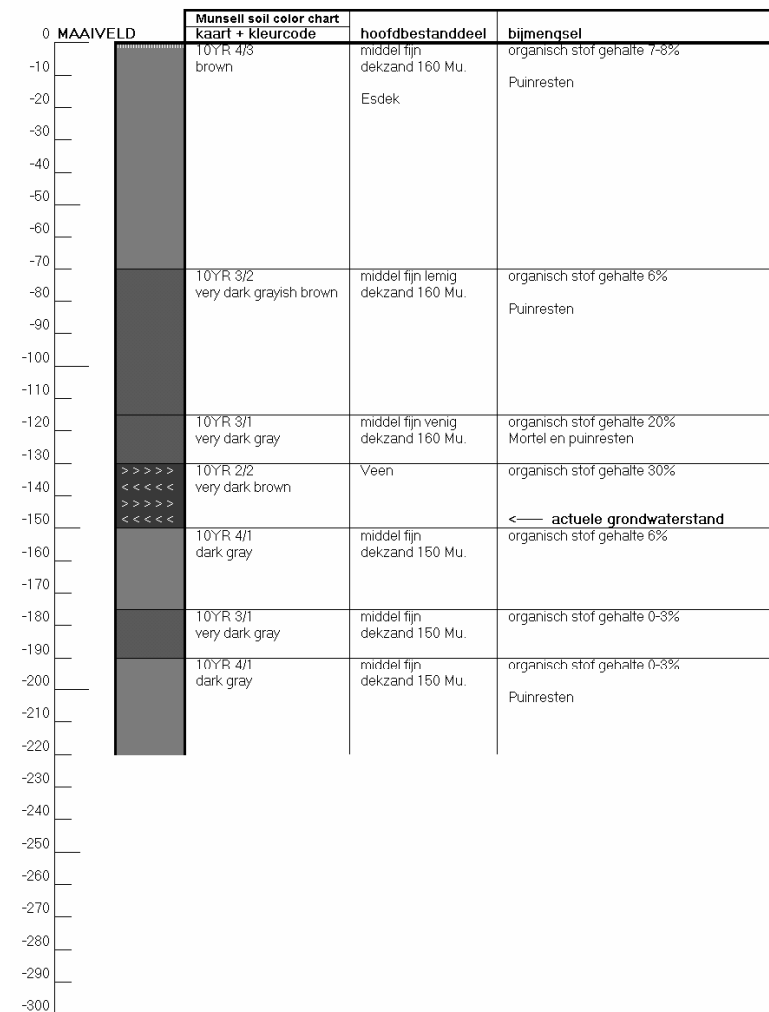 Munsell soil color chart
0 MAAIVELD kaart + kleurcode hoofdbestanddeel bijmengsel
10YR 4/3 middel fijn organisch stof gehalte 7-8%
-10 brown dekzand 160 Mu.
Puinresten
-20 Esdek
-30
-40
-50
-60
-70
10YR 3/2 middel fijn lemig organisch stof gehalte 6%
-80 very dark grayish brown dekzand 160 Mu.
Puinresten
-90
-100
-110
-120 10YR 3/1 middel fijn venig organisch stof gehalte 20%
very dark gray dekzand 160 Mu. Mortel en puinresten
-130
> > > > > 10YR 2/2 Veen organisch stof gehalte 30%
-140 < < < < < very dark brown
> > > > >
-150 < < < < < <—— actuele grondwaterstand
10YR 4/1 middel fijn organisch stof gehalte 6%
-160 dark gray dekzand 150 Mu.
-170
-180 10YR 3/1 middel fijn organisch stof gehalte 0-3%
very dark gray dekzand 150 Mu.
-190
10YR 4/1 middel fijn organisch stof gehalte 0-3%
-200 dark gray dekzand 150 Mu.
Puinresten
-210
-220
-230
-240
-250
-260
-270
-280
-290
-300